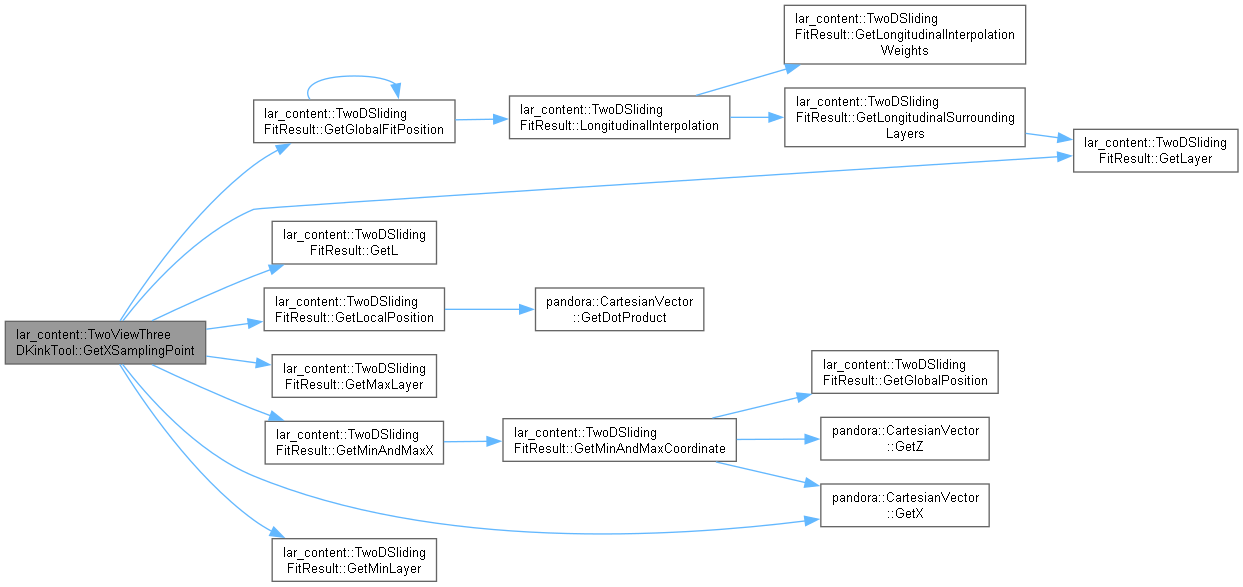 lar_content::TwoViewThree
DKinkTool::GetXSamplingPoint
lar_content::TwoDSliding
FitResult::GetGlobalFitPosition
lar_content::TwoDSliding
FitResult::LongitudinalInterpolation
lar_content::TwoDSliding
FitResult::GetLongitudinalInterpolation
Weights
lar_content::TwoDSliding
FitResult::GetLongitudinalSurrounding
Layers
lar_content::TwoDSliding
FitResult::GetLayer
lar_content::TwoDSliding
FitResult::GetL
lar_content::TwoDSliding
FitResult::GetLocalPosition
pandora::CartesianVector
::GetDotProduct
lar_content::TwoDSliding
FitResult::GetMaxLayer
lar_content::TwoDSliding
FitResult::GetMinAndMaxX
lar_content::TwoDSliding
FitResult::GetMinAndMaxCoordinate
lar_content::TwoDSliding
FitResult::GetGlobalPosition
pandora::CartesianVector
::GetZ
pandora::CartesianVector
::GetX
lar_content::TwoDSliding
FitResult::GetMinLayer